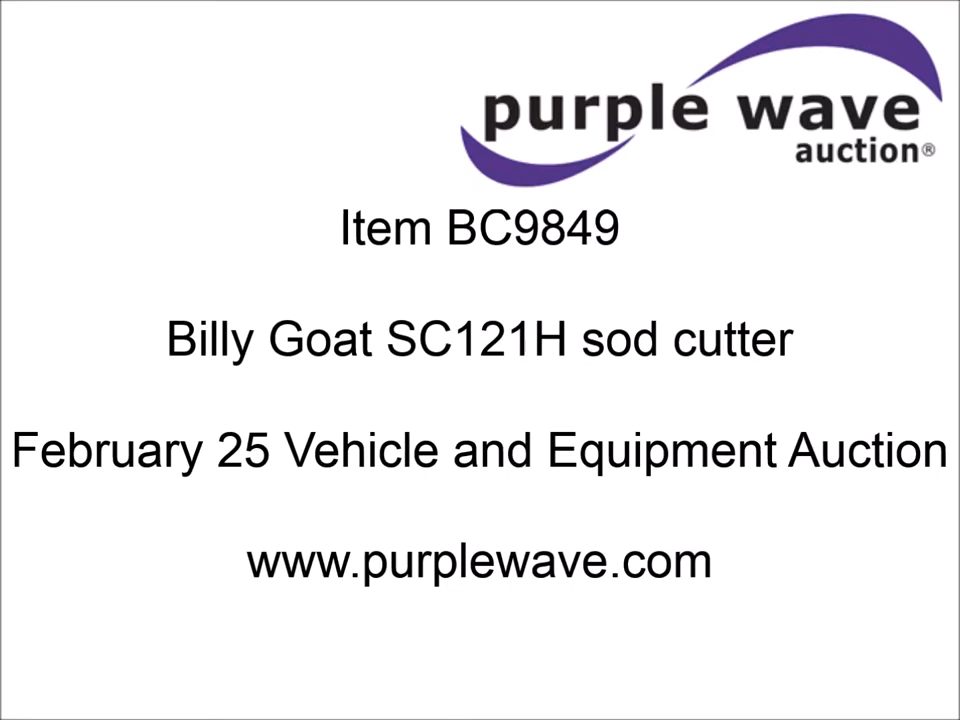 purple wave
auction®
Item BC9849
Billy Goat SC121H sod cutter
February 25 Vehicle and Equipment Auction
www.purplewave.com